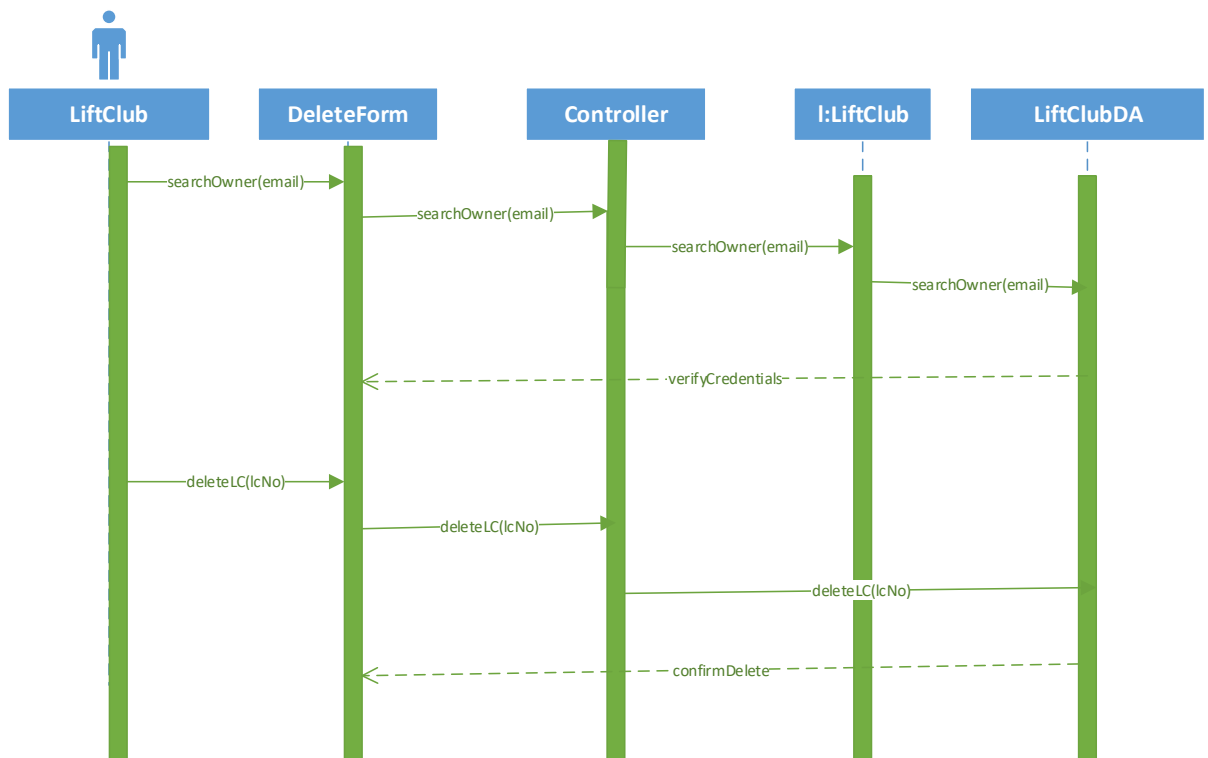 LiftClub
DeleteForm
Controller
l:LiftClub
LiftClubDA
searchOwner(email)
searchOwner(email)
searchOwner(email)
searchOwner(email)
verifyCredentials
deleteLC(lcNo)
deleteLC(lcNo)
deleteLC(lcNo)
confirmDelete